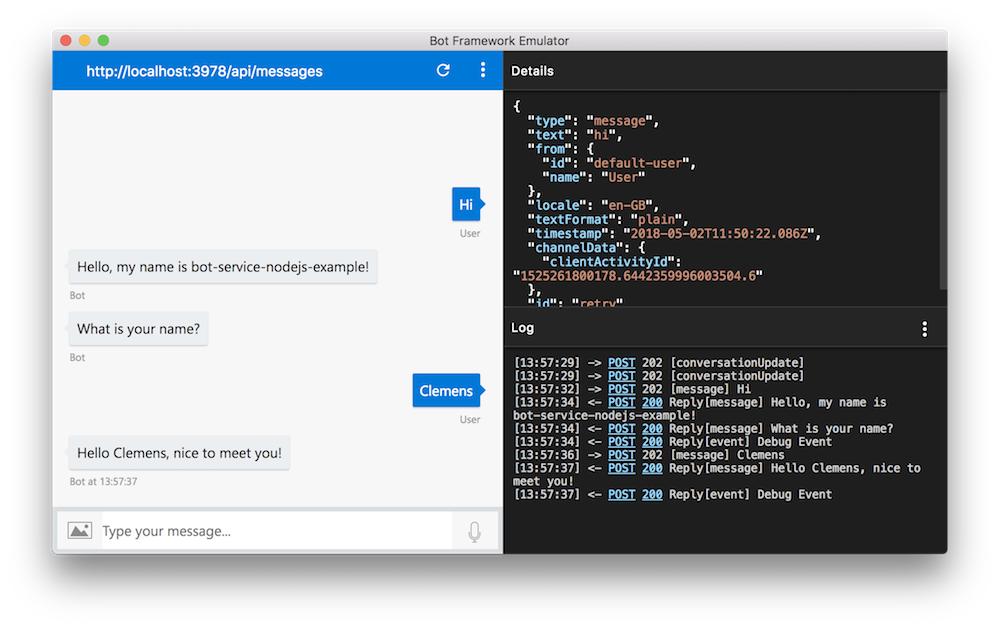 Bot Framework Emulator
http://localhost:3978/api/messages
Hi
User
Hello, my name is bot-service-nodejs-example!
Bot
What is your name?
Bot
Clemens
User
Hello Clemens, nice to meet you!
Bot at 13:57:37
Type your message...
Details
{
"type": "message",
"text": "hi",
"from": {
"id": "default-user",
"name": "User"
},
"locale": "en-GB",
"textFormat": "plain",
"timestamp": "2018-05-02T11:50:22.086Z",
"channelData": {
"clientActivityId":
"1525261800178.6442359996003504.6"
},
"id": "retry"
Log
[13:57:29] -> POST 202 [conversationUpdate]
[13:57:29] -> POST 202 [conversationUpdate]
[13:57:32] -> POST 202 [message] Hi
[13:57:34] <- POST 200 Reply[message] Hello, my name is
bot-service-nodejs-example!
[13:57:34] <- POST 200 Reply[message] What is your name?
[13:57:34] <- POST 200 Reply[event] Debug Event
[13:57:36] -> POST 202 [message] Clemens
[13:57:37] <- POST 200 Reply[message] Hello Clemens, nice to
meet you!
[13:57:37] <- POST 200 Reply[event] Debug Event